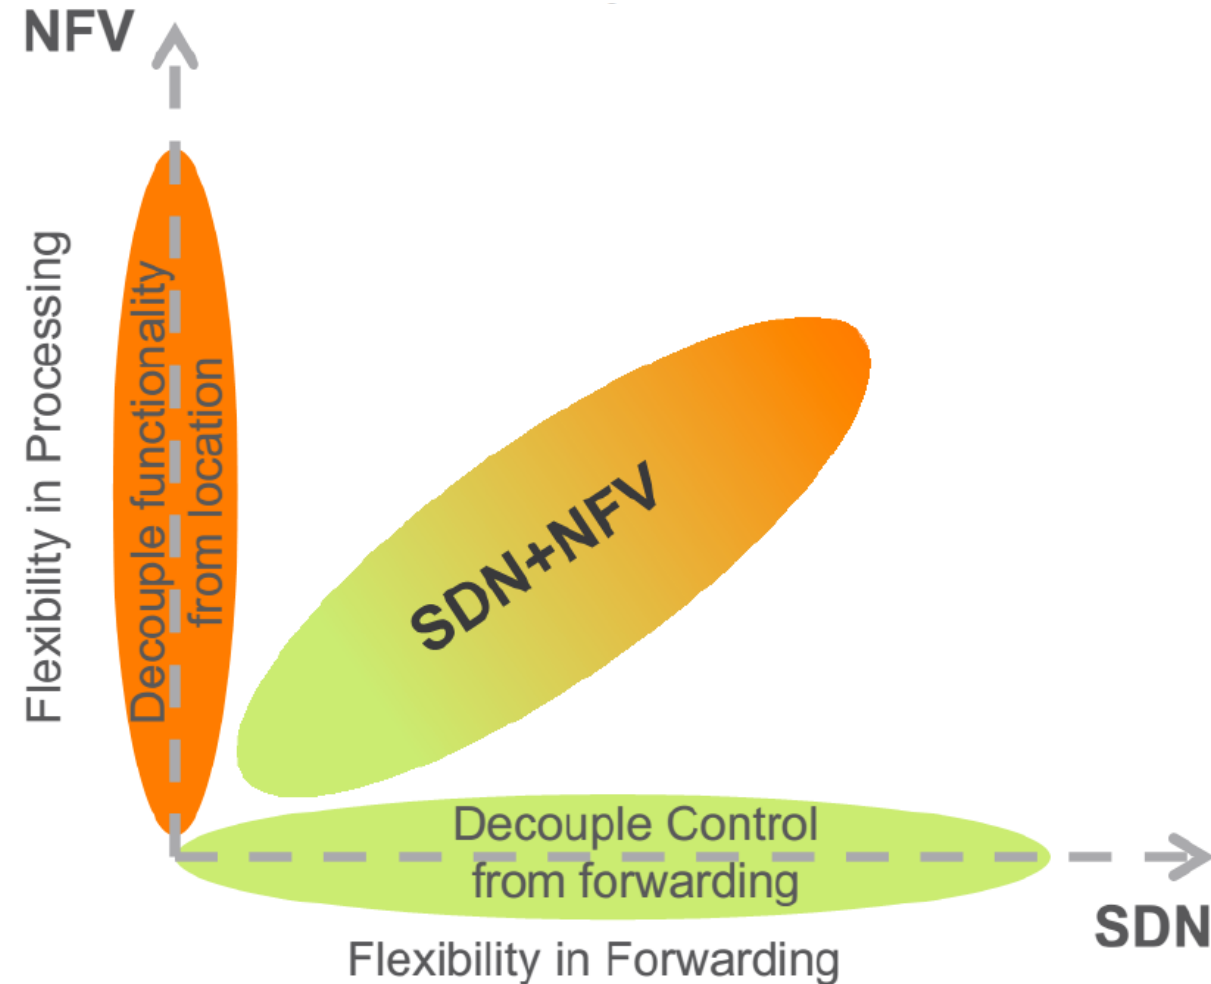 NFV
Flexibility in Processing
Decouple functionality
from location
SDN+NFV
Decouple Control
from forwarding
SDN
Flexibility in Forwarding